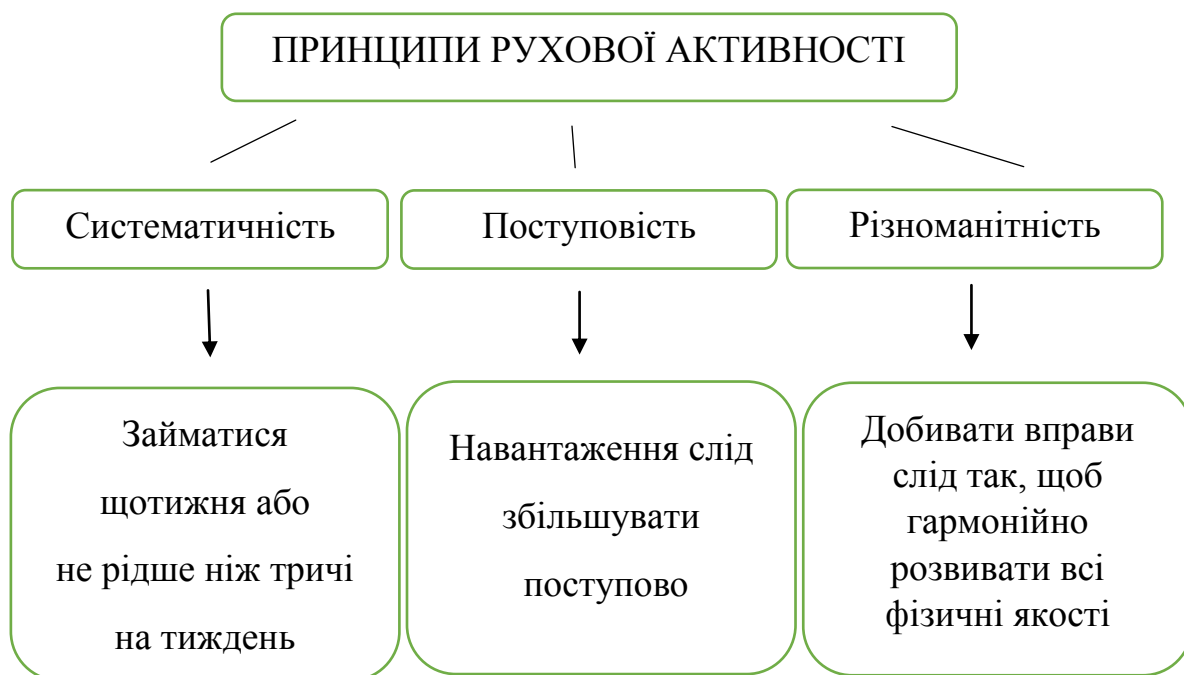 ПРИНЦИПИ РУХОВОЇ АКТИВНОСТІ
Систематичність
Поступовість
Різноманітність
Займатися
щотижня або
не рідше ніж тричі
на тиждень
Навантаження слід
збільшувати
поступово
Добивати вправи
слід так, щоб
гармонійно
розвивати всі
фізичні якості